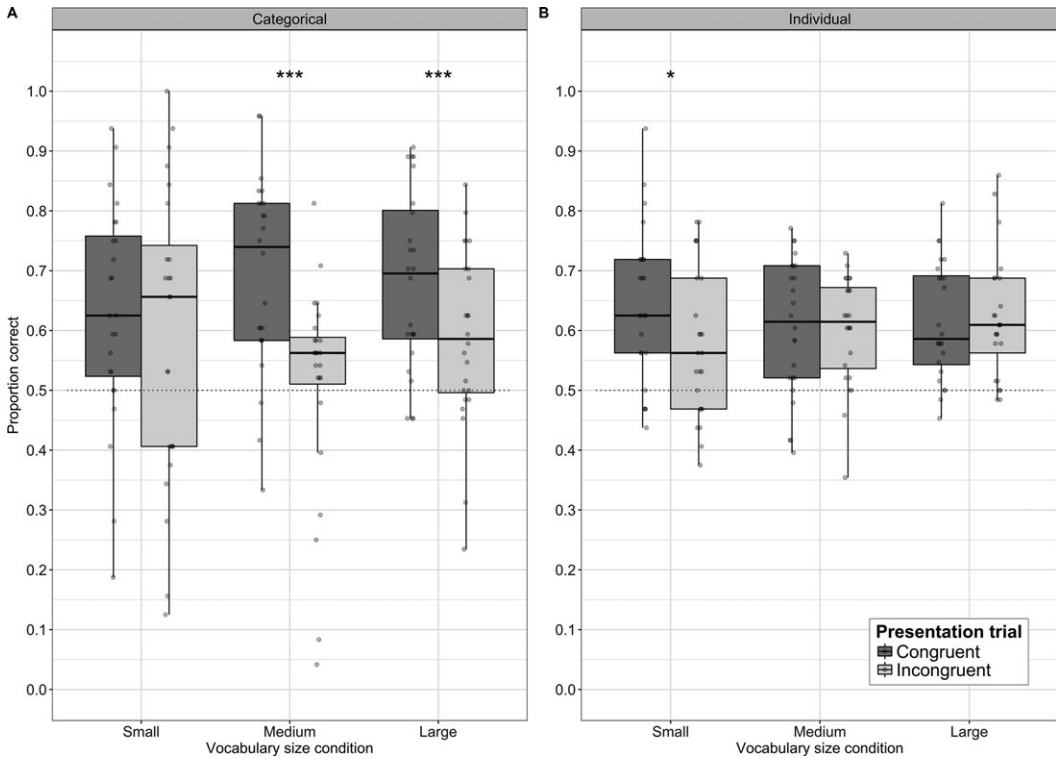 A
Categorical
*** ***
Proportion correct
1.0
0.9
0.8
0.7
0.6
0.5
0.4
0.3
0.2
0.1
0.0
Small Medium Large
Vocabulary size condition
B
Individual
*
Proportion correct
1.0
0.9
0.8
0.7
0.6
0.5
0.4
0.3
0.2
0.1
0.0
Presentation trial
Congruent
Incongruent
Small Medium Large
Vocabulary size condition